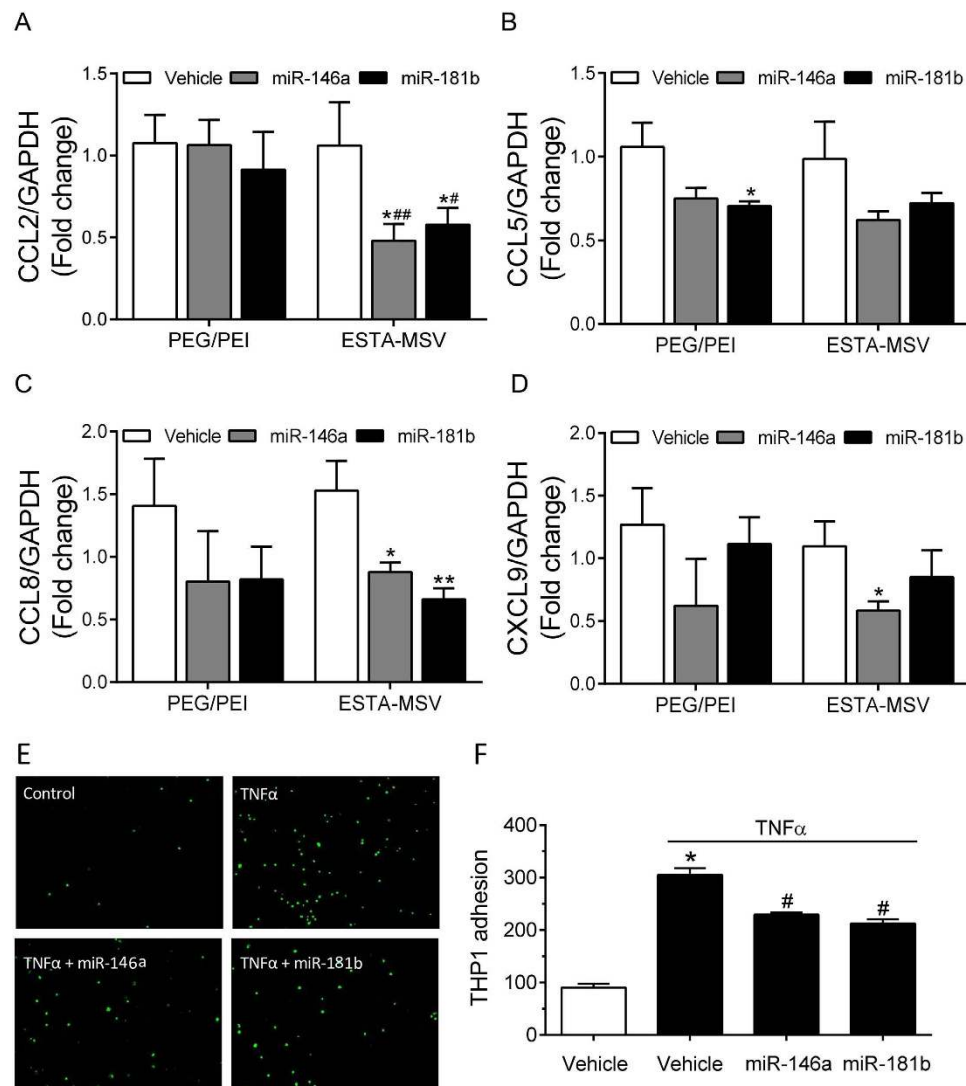 A
Vehicle miR-146a miR-181b
CCL2/GAPDH
(Fold change)
1.5
1.0
0.5
0.0
*##
*#
PEG/PEI ESTA-MSV
B
Vehicle miR-146a miR-181b
CCL5/GAPDH
(Fold change)
1.5
1.0
0.5
0.0
*
PEG/PEI ESTA-MSV
C
Vehicle miR-146a miR-181b
CCL8/GAPDH
(Fold change)
2.0
1.5
1.0
0.5
0.0
*
**
PEG/PEI ESTA-MSV
D
Vehicle miR-146a miR-181b
CXCL9/GAPDH
(Fold change)
2.0
1.5
1.0
0.5
0.0
*
PEG/PEI ESTA-MSV
E
Control
TNFα
TNFα + miR-146a
TNFα + miR-181b
F
TNFα
THP1 adhesion
400
300
200
100
0
*
#
#
Vehicle Vehicle miR-146a miR-181b